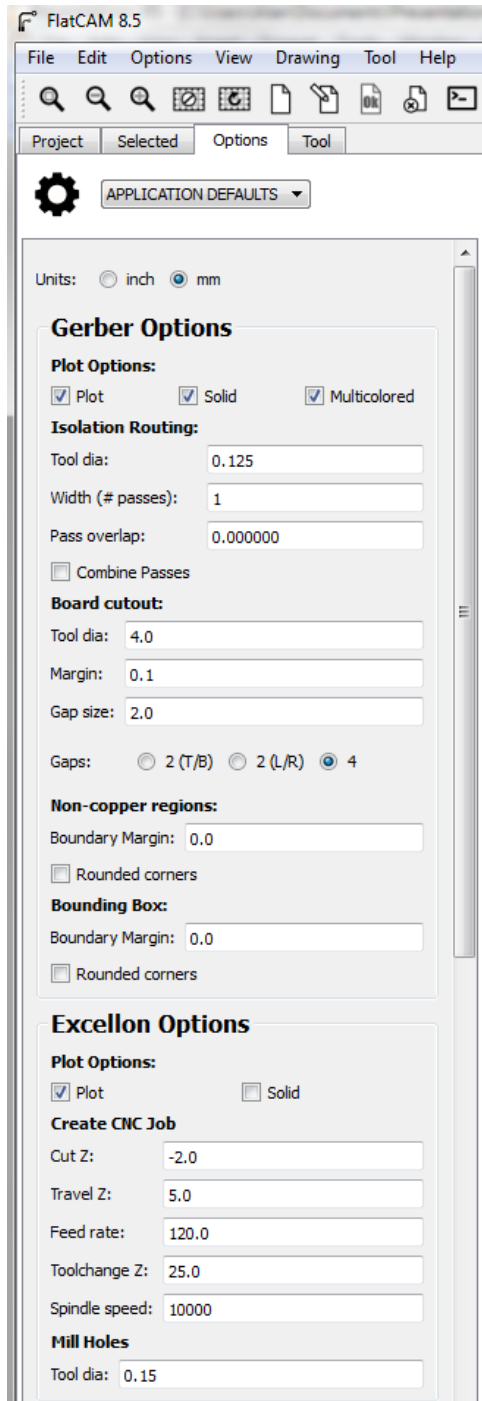 FlatCAM 8.5
File Edit Options View Drawing Tool Help
ok
Project Selected Options Tool
APPLICATION DEFAULTS
Units: inch mm
Gerber Options
Plot Options:
Plot Solid Multicolored
Isolation Routing:
Tool dia: 0.125
Width (# passes): 1
Pass overlap: 0.000000
Combine Passes
Board cutout:
Tool dia: 4.0
Margin: 0.1
Gap size: 2.0
Gaps: 2 (T/B) 2 (L/R) 4
Non-copper regions:
Boundary Margin: 0.0
Rounded corners
Bounding Box:
Boundary Margin: 0.0
Rounded corners
Excellon Options
Plot Options:
Plot Solid
Create CNC Job
Cut Z: -2.0
Travel Z: 5.0
Feed rate: 120.0
Toolchange Z: 25.0
Spindle speed: 10000
Mill Holes
Tool dia: 0.15